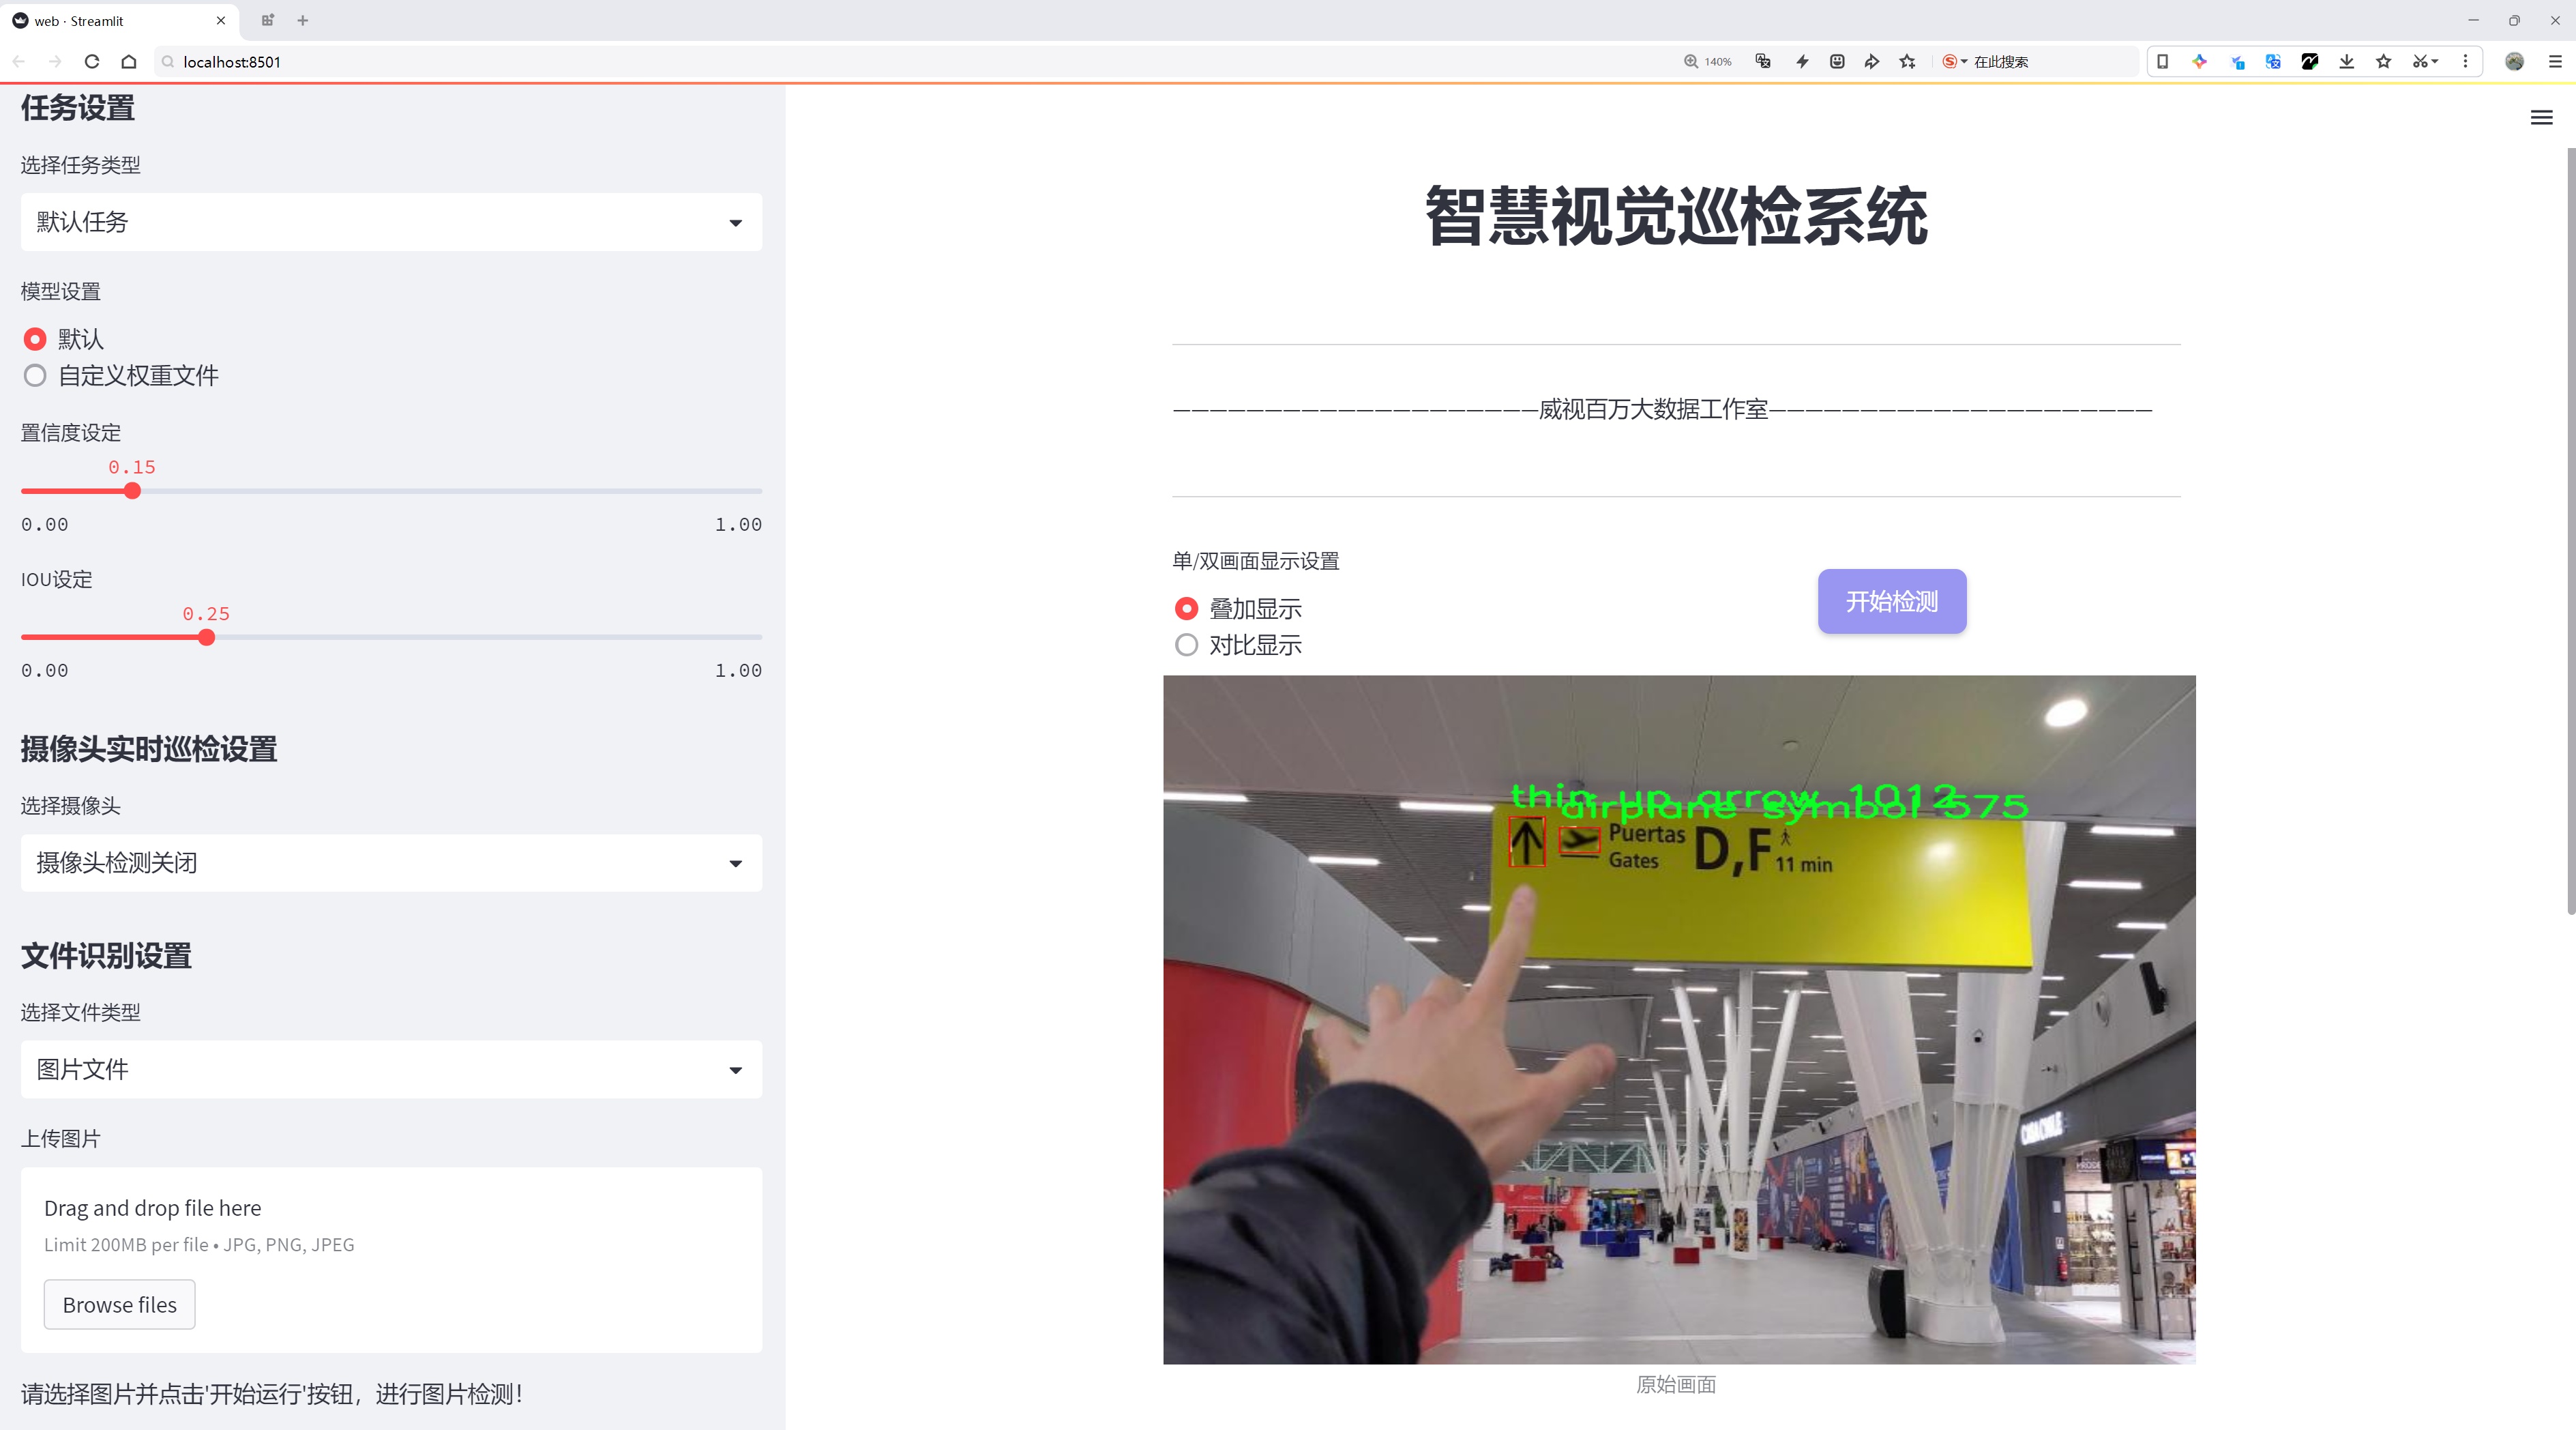 web · Streamlit
localhost:8501
140%
在此搜索
任务设置
选择任务类型
默认任务
模型设置
默认
自定义权重文件
置信度设定
0.15
0.00
1.00
IOU设定
0.25
0.00
1.00
摄像头实时巡检设置
选择摄像头
摄像头检测关闭
文件识别设置
选择文件类型
图片文件
上传图片
Drag and drop file here
Limit 200MB per file • JPG, PNG, JPEG
Browse files
请选择图片并点击'开始运行'按钮，进行图片检测！
智慧视觉巡检系统
————————————————————威视百万大数据工作室—————————————————————
单/双画面显示设置
叠加显示
对比显示
开始检测
thin up arrow 1012
airplane symbol 575
Puertas
Gates
D,F
11 min
原始画面